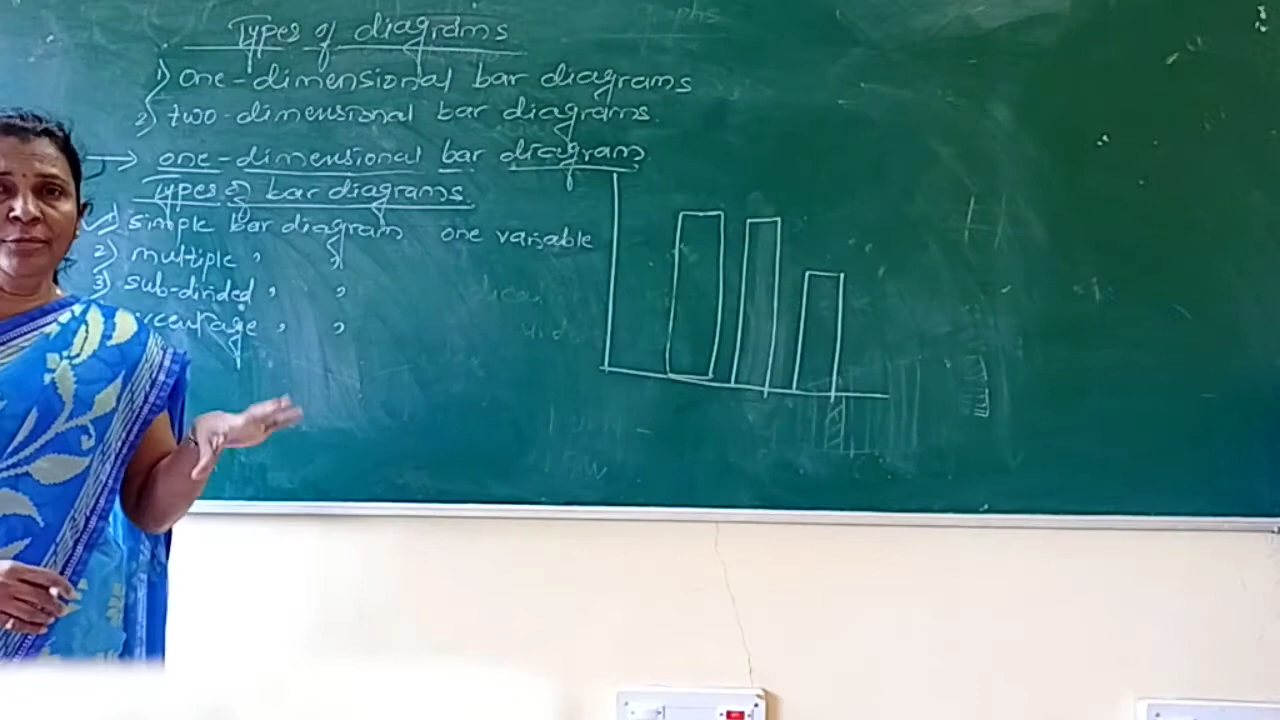 Types of diagrams
1) one-dimensional bar diagrams
2) two-dimensional bar diagrams.
→ one-dimensional bar diagram
Types of bar diagrams
✓ 1) simple bar diagram one variable
2) multiple " "
3) sub-divided " "
" "